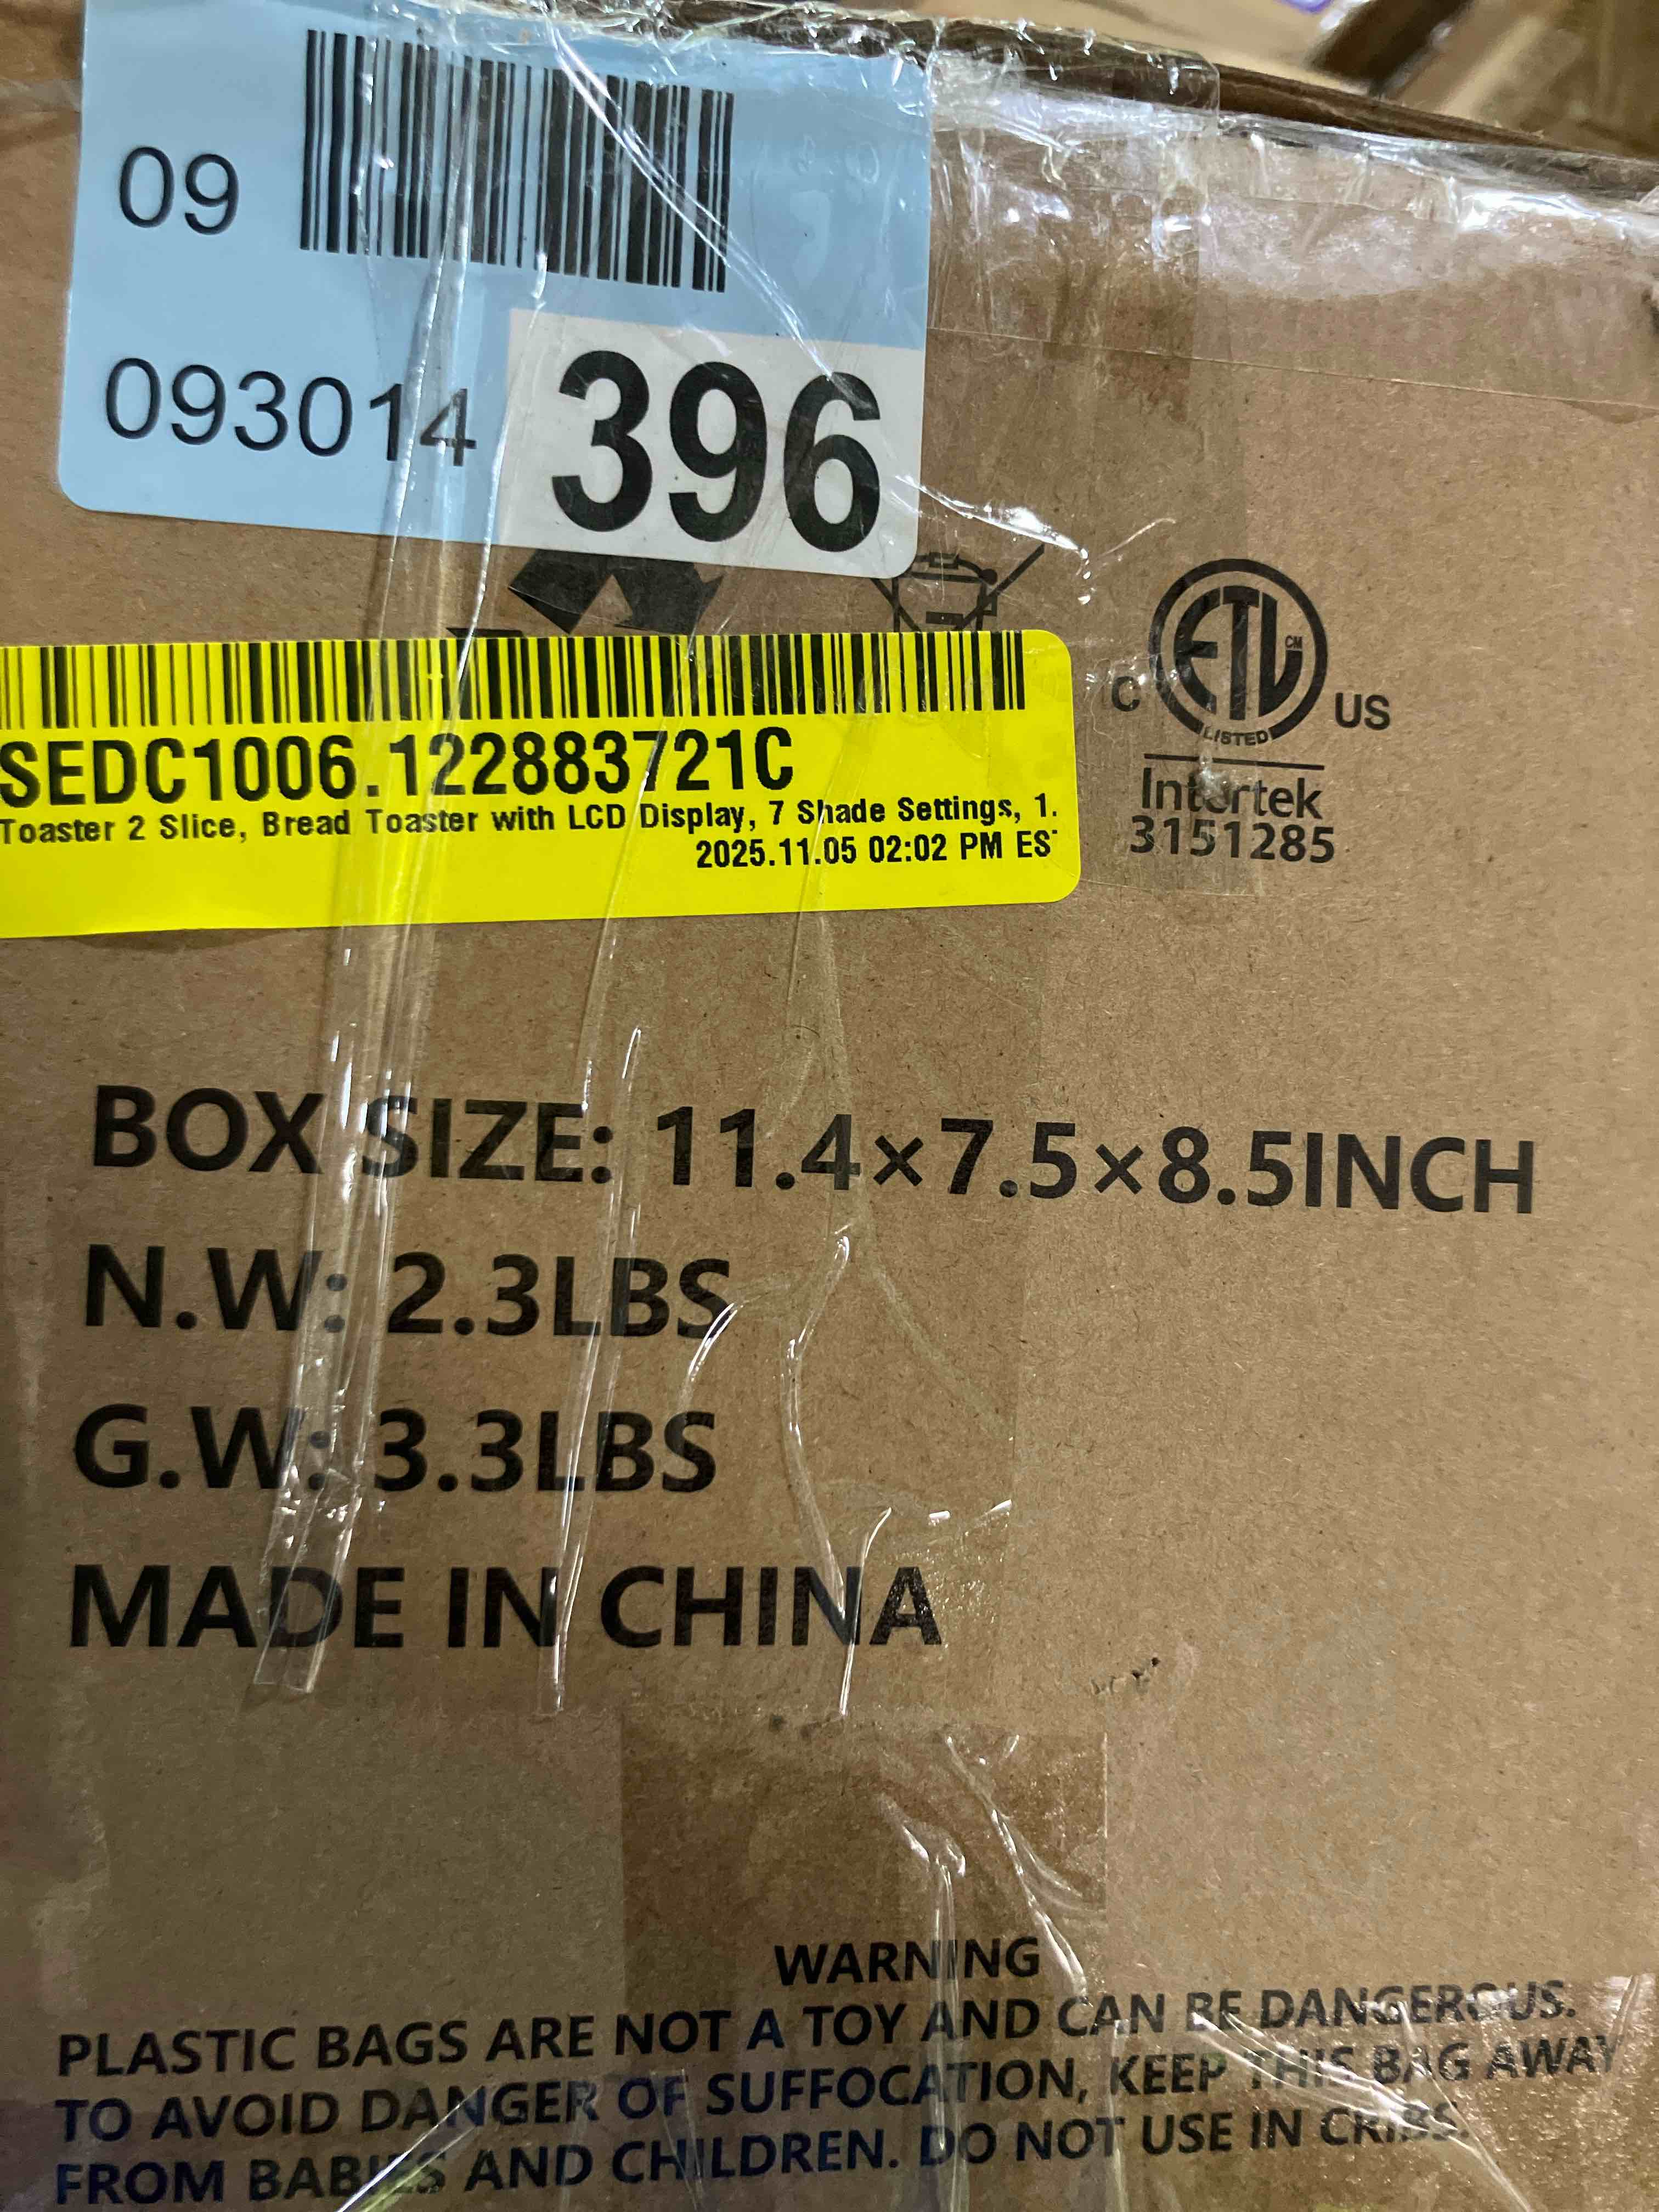 09
093014 396
SEDC1006.122883721C
Toaster 2 Slice, Bread Toaster with LCD Display, 7 Shade Settings, 1.
2025.11.05 02:02 PM ES
C ETL CM US
LISTED
Intertek
3151285
BOX SIZE: 11.4×7.5×8.5INCH
N.W: 2.3LBS
G.W: 3.3LBS
MADE IN CHINA
WARNING
PLASTIC BAGS ARE NOT A TOY AND CAN BE DANGEROUS.
TO AVOID DANGER OF SUFFOCATION, KEEP THIS BAG AWAY
FROM BABIES AND CHILDREN. DO NOT USE IN CRIBS.